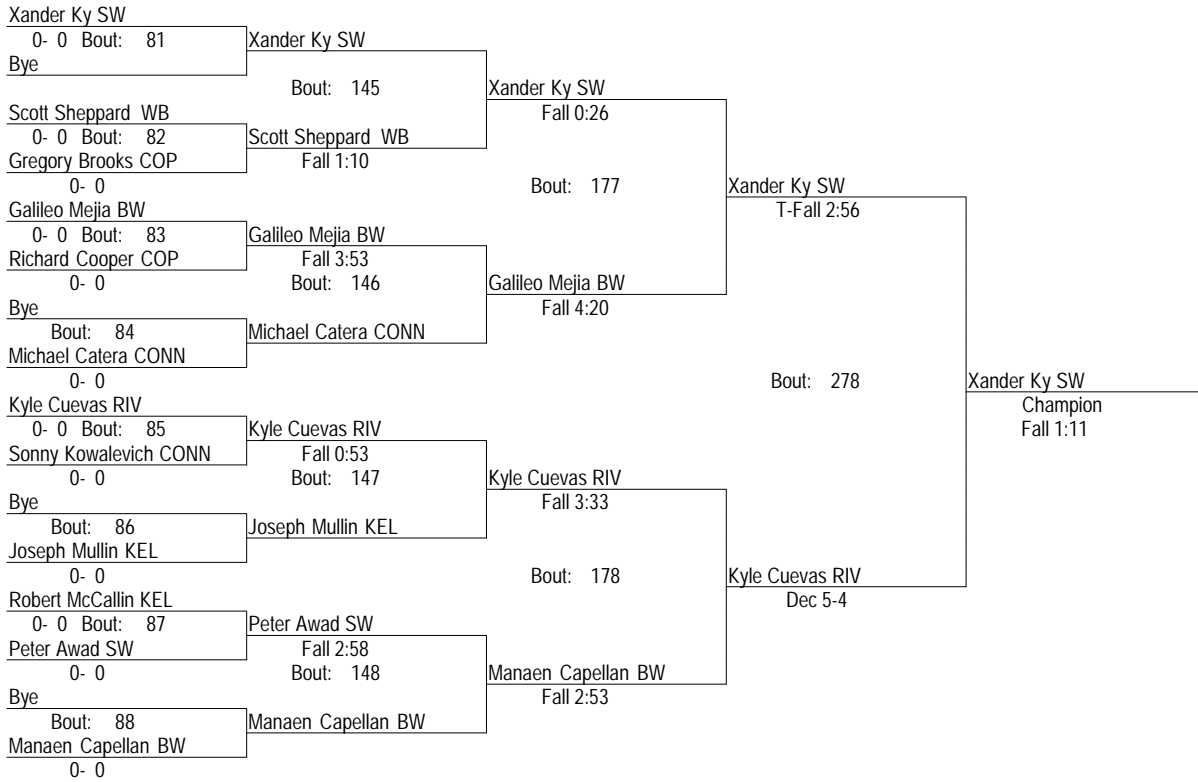 Xander Ky SW
0- 0 Bout: 81
Bye
Scott Sheppard WB
0- 0 Bout: 82
Gregory Brooks COP
0- 0
Galileo Mejia BW
0- 0 Bout: 83
Richard Cooper COP
0- 0
Bye
Bout: 84
Michael Catera CONN
0- 0
Kyle Cuevas RIV
0- 0 Bout: 85
Sonny Kowalevich CONN
0- 0
Bye
Bout: 86
Joseph Mullin KEL
0- 0
Robert McCallin KEL
0- 0 Bout: 87
Peter Awad SW
0- 0
Bye
Bout: 88
Manaen Capellan BW
0- 0
Xander Ky SW
Bout: 145
Scott Sheppard WB
Fall 1:10
Galileo Mejia BW
Fall 3:53
Bout: 146
Michael Catera CONN
Kyle Cuevas RIV
Fall 0:53
Bout: 147
Joseph Mullin KEL
Peter Awad SW
Fall 2:58
Bout: 148
Manaen Capellan BW
Xander Ky SW
Fall 0:26
Bout: 177
Galileo Mejia BW
Fall 4:20
Kyle Cuevas RIV
Fall 3:33
Bout: 178
Manaen Capellan BW
Fall 2:53
Xander Ky SW
T-Fall 2:56
Bout: 278
Kyle Cuevas RIV
Dec 5-4
Xander Ky SW
Champion
Fall 1:11